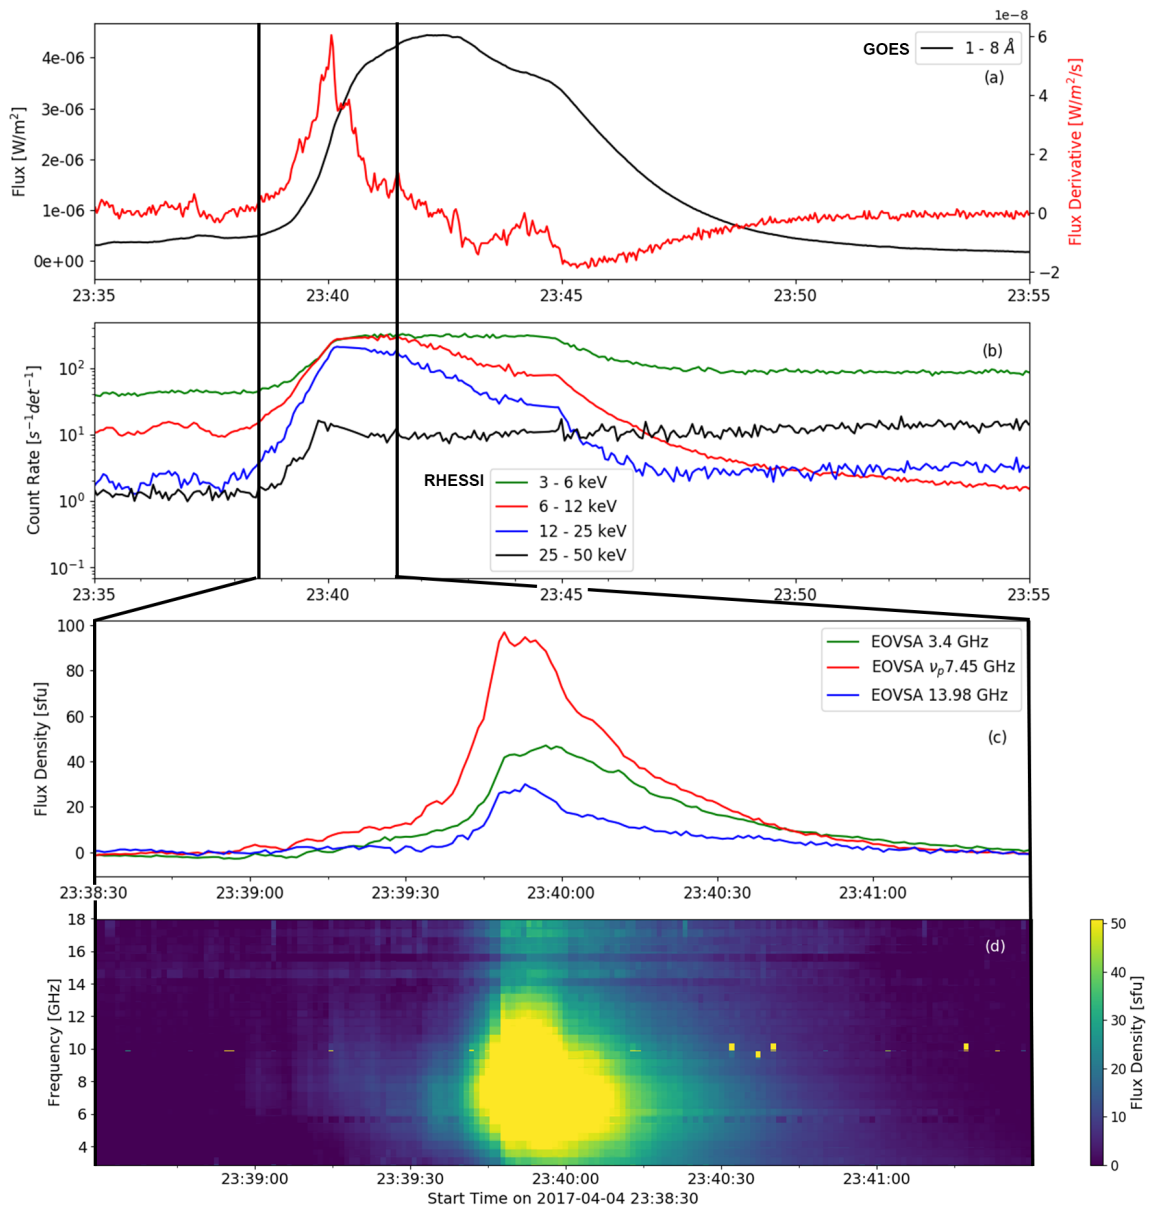 1e−8
GOES
1 - 8 Å
(a)
4e-06
3e-06
2e-06
1e-06
0e+00
Flux [W/m²]
6
4
2
0
−2
Flux Derivative [W/m²/s]
23:35
23:40
23:45
23:50
23:55
(b)
10²
10¹
10⁰
10⁻¹
Count Rate [s⁻¹det⁻¹]
RHESSI
3 - 6 keV
6 - 12 keV
12 - 25 keV
25 - 50 keV
23:35
23:40
23:45
23:50
23:55
100
80
60
40
20
0
Flux Density [sfu]
EOVSA 3.4 GHz
EOVSA νp7.45 GHz
EOVSA 13.98 GHz
(c)
23:38:30
23:39:00
23:39:30
23:40:00
23:40:30
23:41:00
18
16
14
12
10
8
6
4
Frequency [GHz]
(d)
50
40
30
20
10
0
Flux Density [sfu]
23:39:00
23:39:30
23:40:00
23:40:30
23:41:00
Start Time on 2017-04-04 23:38:30